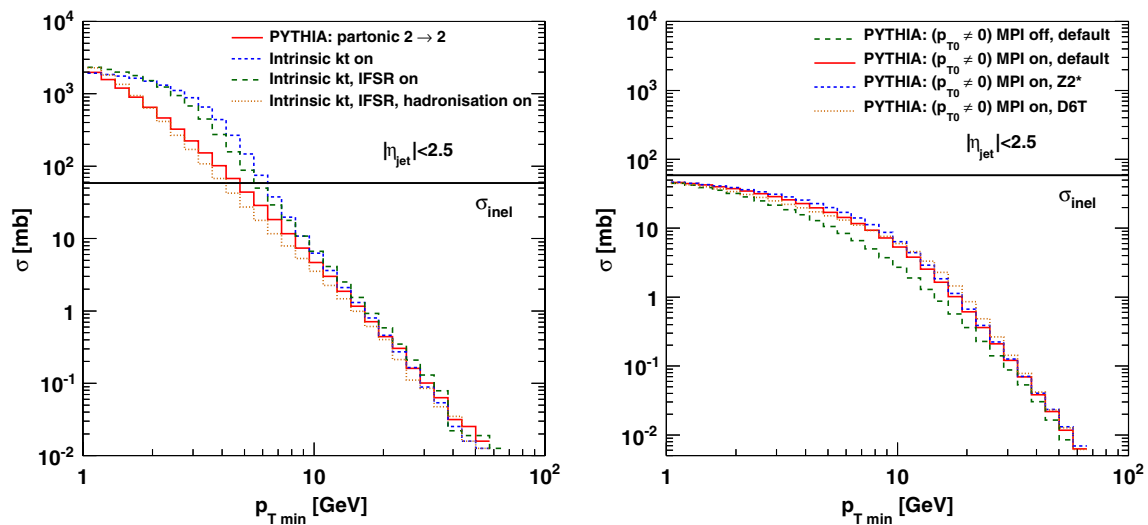 PYTHIA: partonic 2 → 2
Intrinsic kt on
Intrinsic kt, IFSR on
Intrinsic kt, IFSR, hadronisation on
|η_jet|<2.5
σ_inel
σ [mb]
10^4
10^3
10^2
10
1
10^-1
10^-2
1
10
10^2
p_T min [GeV]
PYTHIA: (p_T0 ≠ 0) MPI off, default
PYTHIA: (p_T0 ≠ 0) MPI on, default
PYTHIA: (p_T0 ≠ 0) MPI on, Z2*
PYTHIA: (p_T0 ≠ 0) MPI on, D6T
|η_jet|<2.5
σ_inel
σ [mb]
10^4
10^3
10^2
10
1
10^-1
10^-2
1
10
10^2
p_T min [GeV]